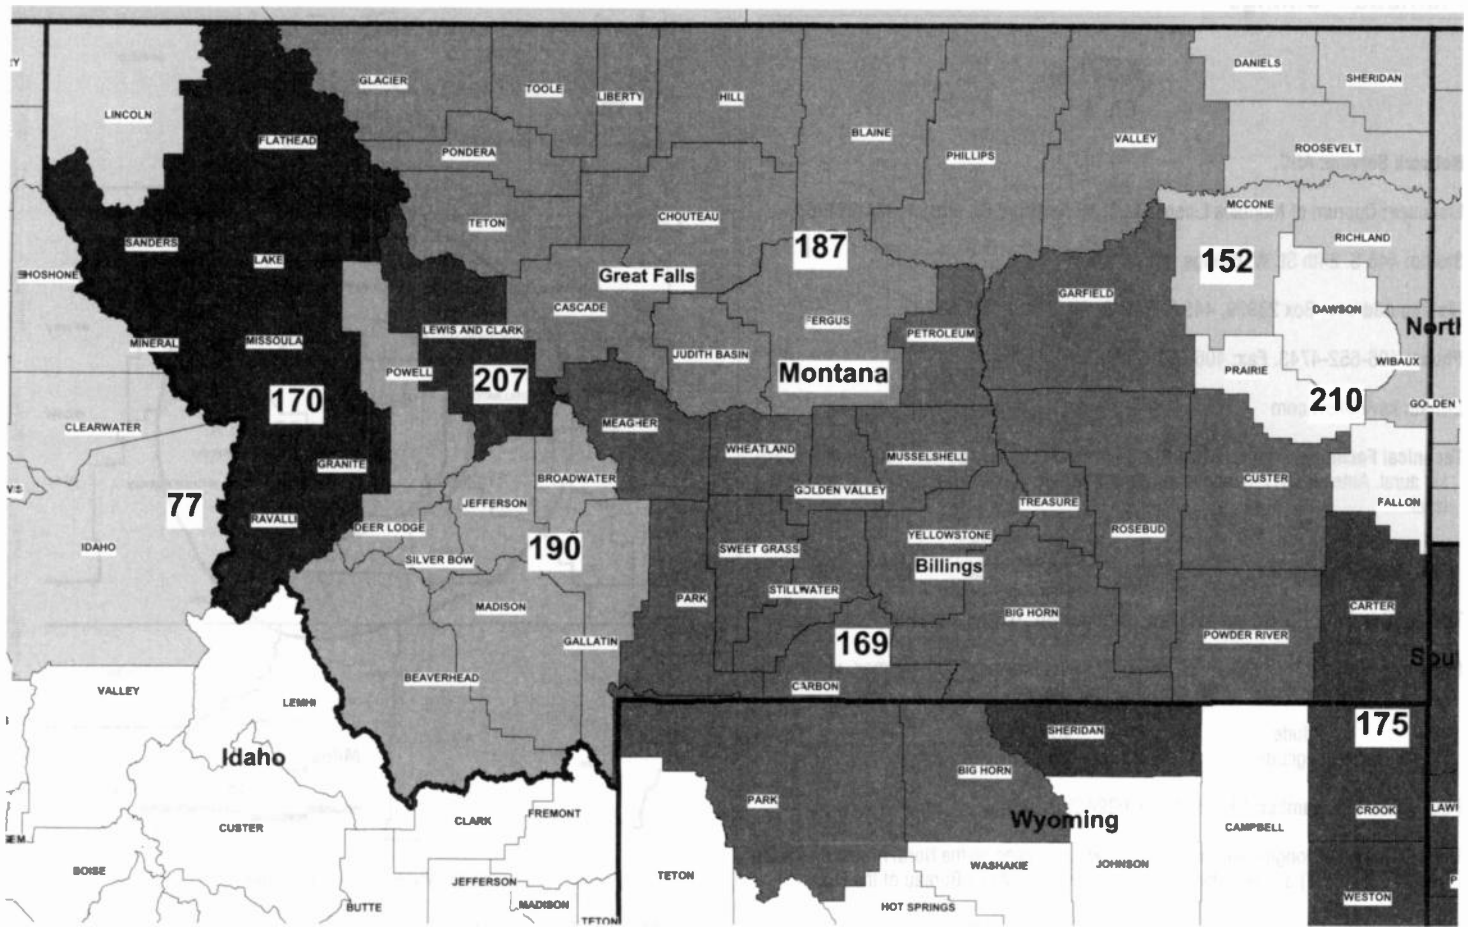 DANIELS
SHERIDAN
GLACIER
TOOLE
LIBERTY
HILL
LINCOLN
BLAINE
VALLEY
FLATHEAD
PONDERA
PHILLIPS
ROOSEVELT
TETON
CHOUTEAU
MCCONE
RICHLAND
SANDERS
LAKE
187
152
SHOSHONE
Great Falls
GARFIELD
CASCADE
FERGUS
DAWSON
LEWIS AND CLARK
PETROLEUM
North
MINERAL
MISSOULA
JUDITH BASIN
WIBAUX
POWELL
207
Montana
PRAIRIE
170
210
GOLDEN
CLEARWATER
MEAGHER
WHEATLAND
MUSSELSHELL
GRANITE
BROADWATER
CUSTER
GOLDEN VALLEY
77
JEFFERSON
TREASURE
FALLON
RAVALLI
DEER LODGE
ROSEBUD
IDAHO
190
SWEET GRASS
YELLOWSTONE
SILVER BOW
Billings
STILLWATER
MADISON
PARK
BIG HORN
CARTER
GALLATIN
169
POWDER RIVER
BEAVERHEAD
CARBON
Sou
VALLEY
LEMHI
175
SHERIDAN
Idaho
BIG HORN
PARK
Wyoming
CUSTER
CLARK
FREMONT
CAMPBELL
CROOK
LAW
BOISE
TETON
WASHAKIE
JOHNSON
JEFFERSON
BUTTE
MADISON
HOT SPRINGS
WESTON
TETON